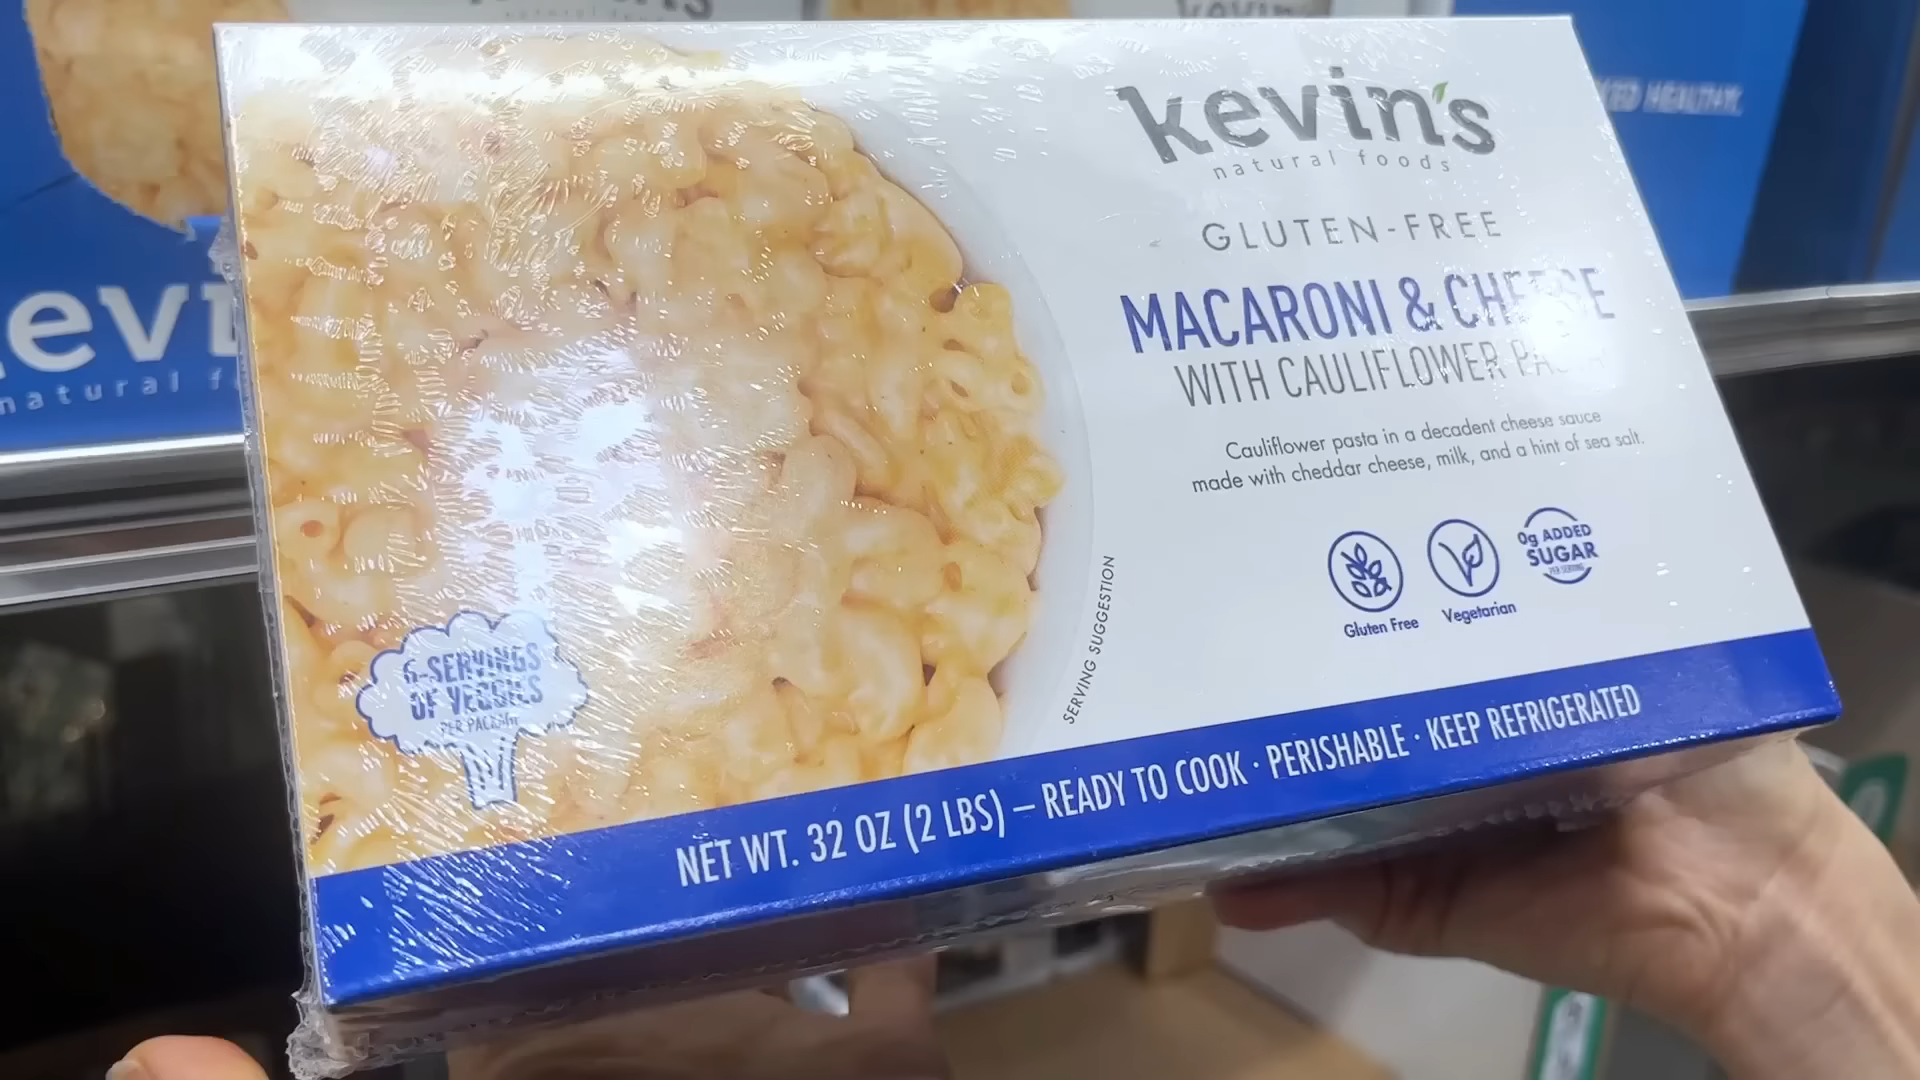 kevin's
natural foods
GLUTEN-FREE
MACARONI & CHEESE
WITH CAULIFLOWER PASTA
Cauliflower pasta in a decadent cheese sauce
made with cheddar cheese, milk, and a hint of sea salt.
0g ADDED
SUGAR
PER SERVING
Gluten Free
Vegetarian
SERVING SUGGESTION
6-SERVINGS
OF VEGGIES
PER PACKAGE
NET WT. 32 OZ (2 LBS) – READY TO COOK · PERISHABLE · KEEP REFRIGERATED
natural
HEALTHY.